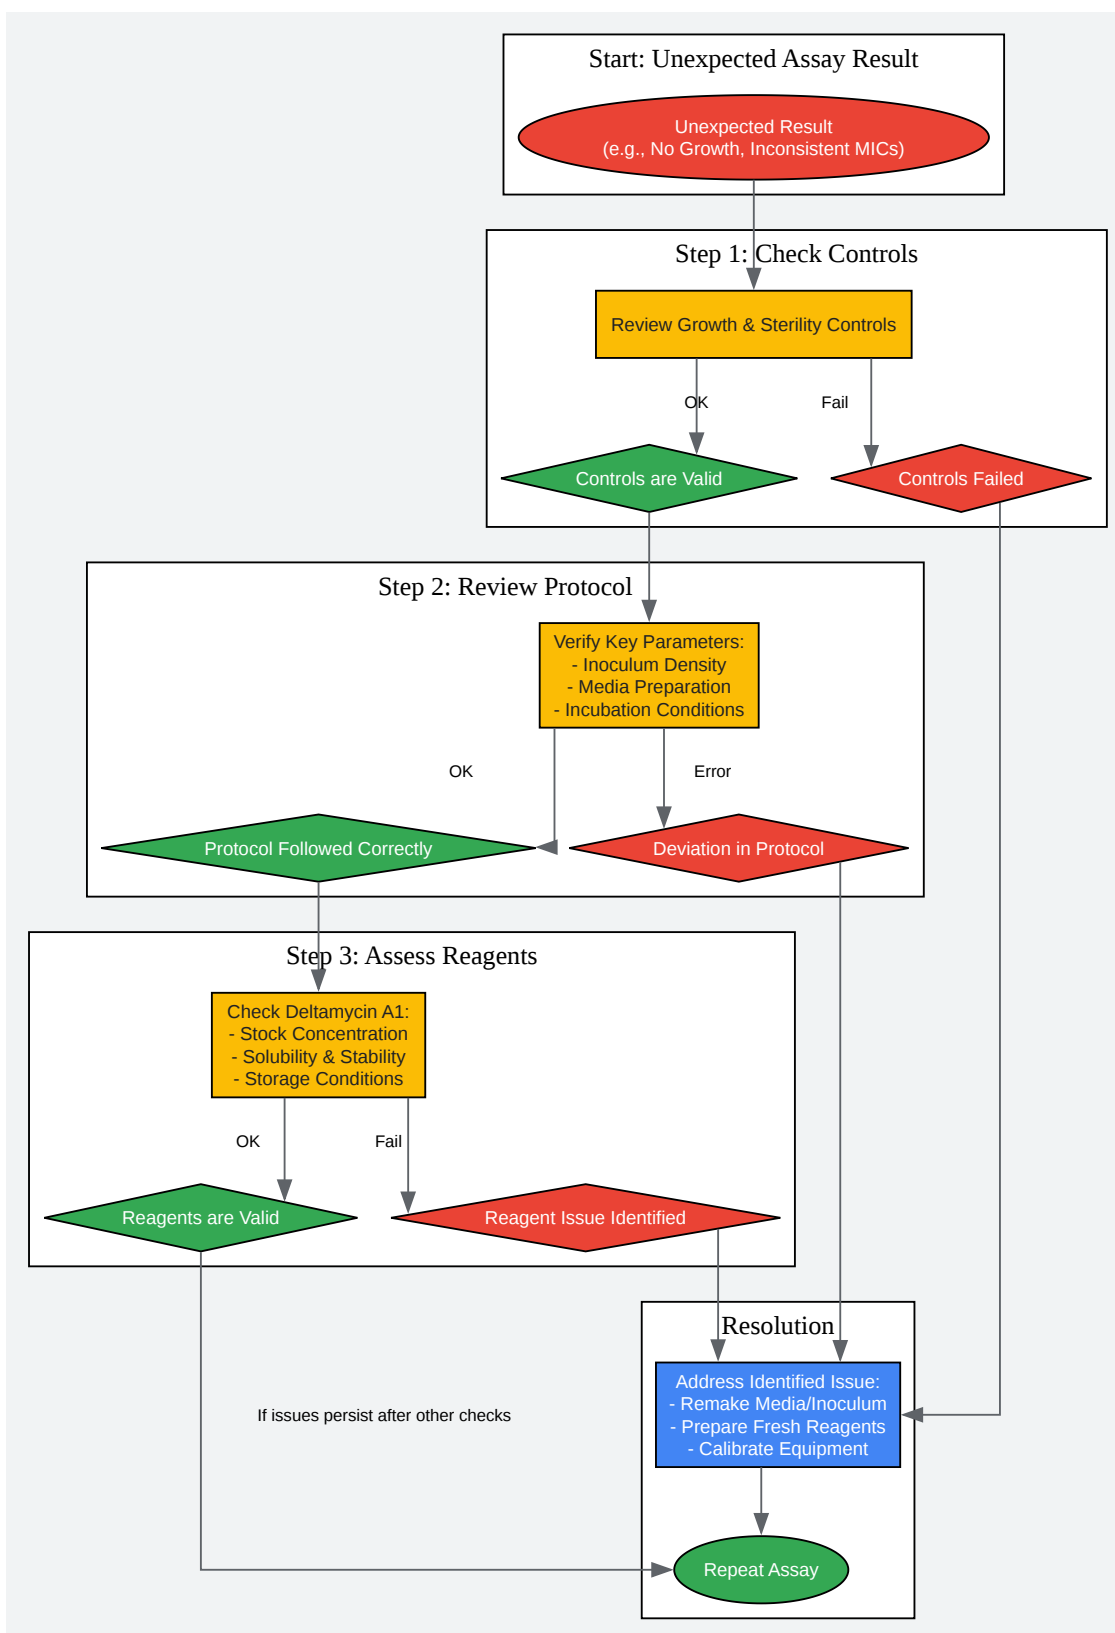 Start: Unexpected Assay Result
Unexpected Result
(e.g., No Growth, Inconsistent MICs)
Step 1: Check Controls
Review Growth & Sterility Controls
OK
Fail
Controls are Valid
Controls Failed
Step 2: Review Protocol
Verify Key Parameters:
- Inoculum Density
- Media Preparation
- Incubation Conditions
OK
Error
Protocol Followed Correctly
Deviation in Protocol
Step 3: Assess Reagents
Check Deltamycin A1:
- Stock Concentration
- Solubility & Stability
- Storage Conditions
OK
Fail
Reagents are Valid
Reagent Issue Identified
Resolution
Address Identified Issue:
- Remake Media/Inoculum
- Prepare Fresh Reagents
- Calibrate Equipment
If issues persist after other checks
Repeat Assay